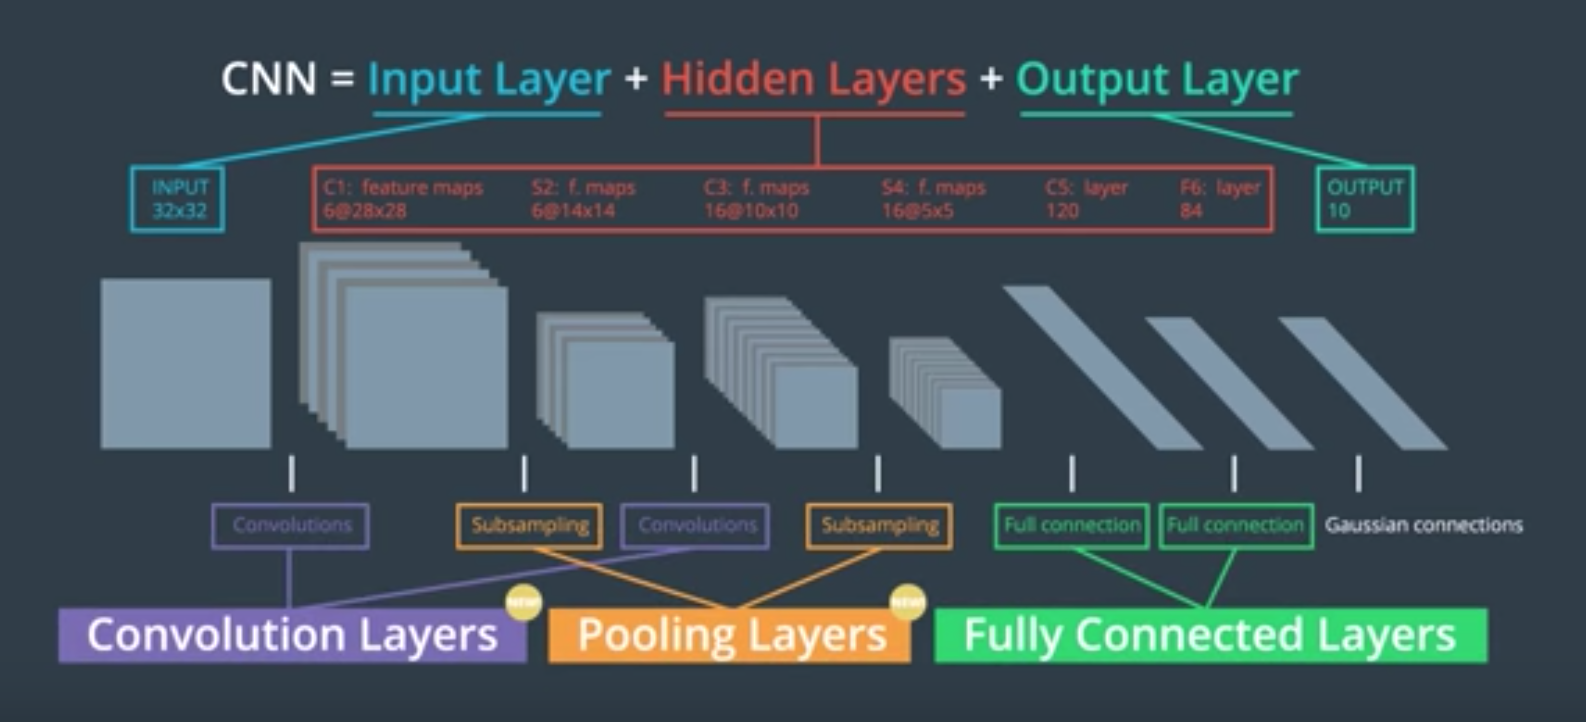 CNN = Input Layer + Hidden Layers + Output Layer
INPUT
32x32
C1: feature maps
6@28x28
S2: f. maps
6@14x14
C3: f. maps
16@10x10
S4: f. maps
16@5x5
C5: layer
120
F6: layer
84
OUTPUT
10
Convolutions
Subsampling
Convolutions
Subsampling
Full connection
Full connection
Gaussian connections
NEW!
NEW!
Convolution Layers
Pooling Layers
Fully Connected Layers